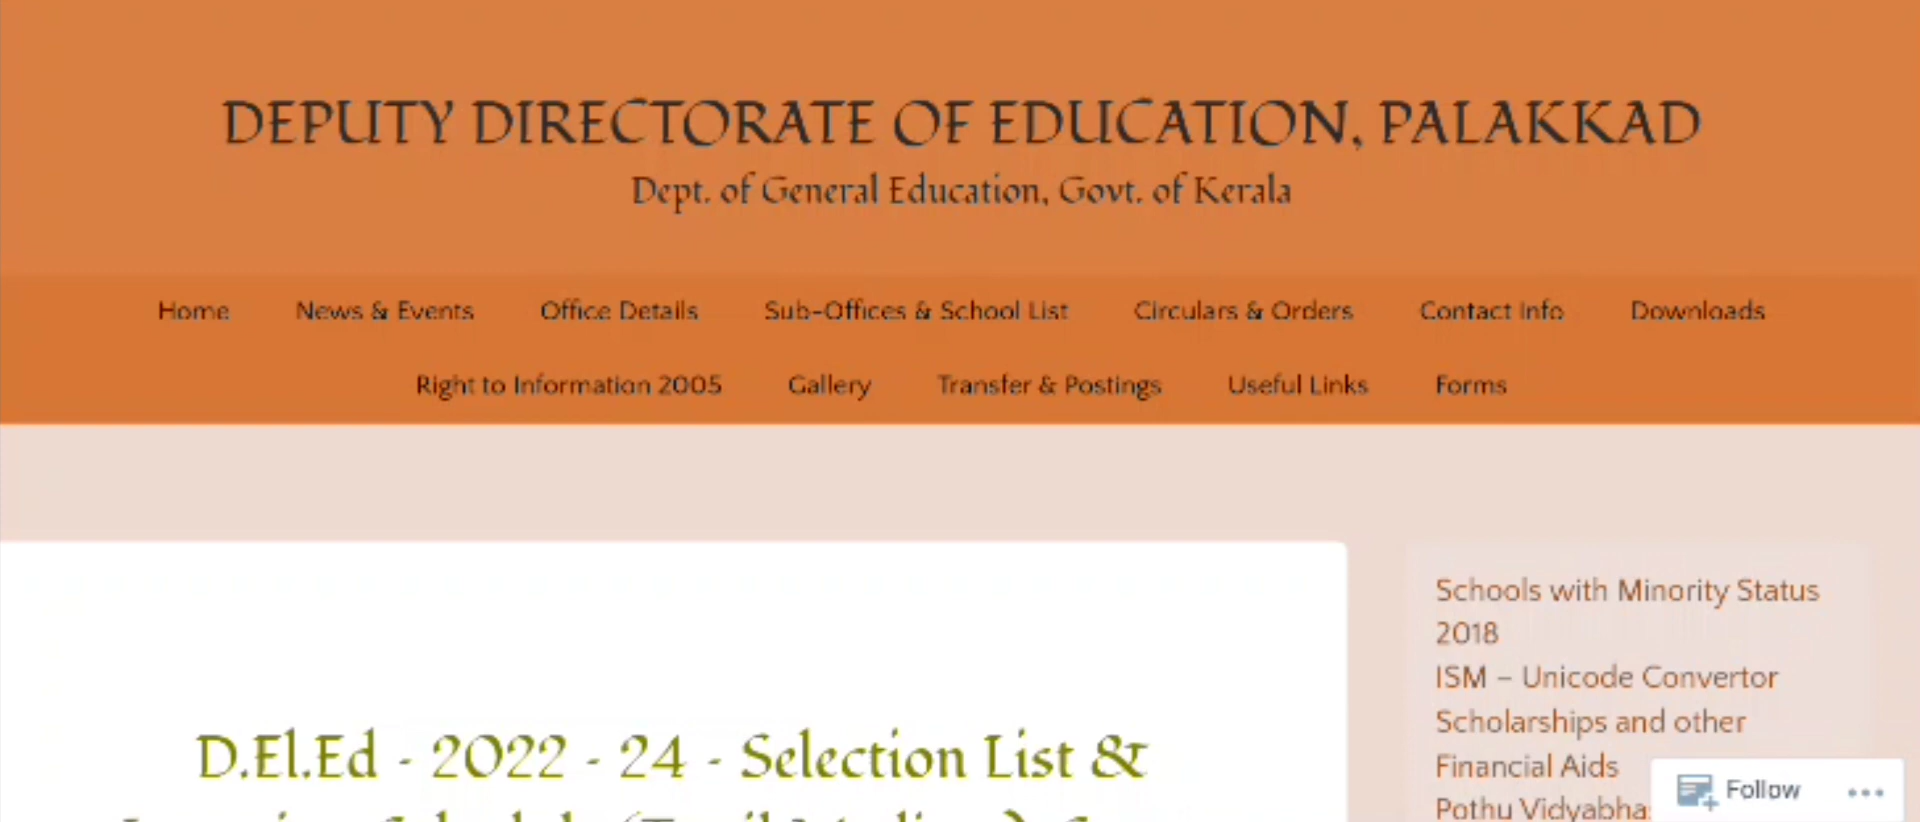 DEPUTY DIRECTORATE OF EDUCATION, PALAKKAD
Dept. of General Education, Govt. of Kerala
Home News & Events Office Details Sub-Offices & School List Circulars & Orders Contact Info Downloads
Right to Information 2005 Gallery Transfer & Postings Useful Links Forms
D.El.Ed - 2022 - 24 - Selection List &
Schools with Minority Status
2018
ISM – Unicode Convertor
Scholarships and other
Financial Aids
Pothu
Follow